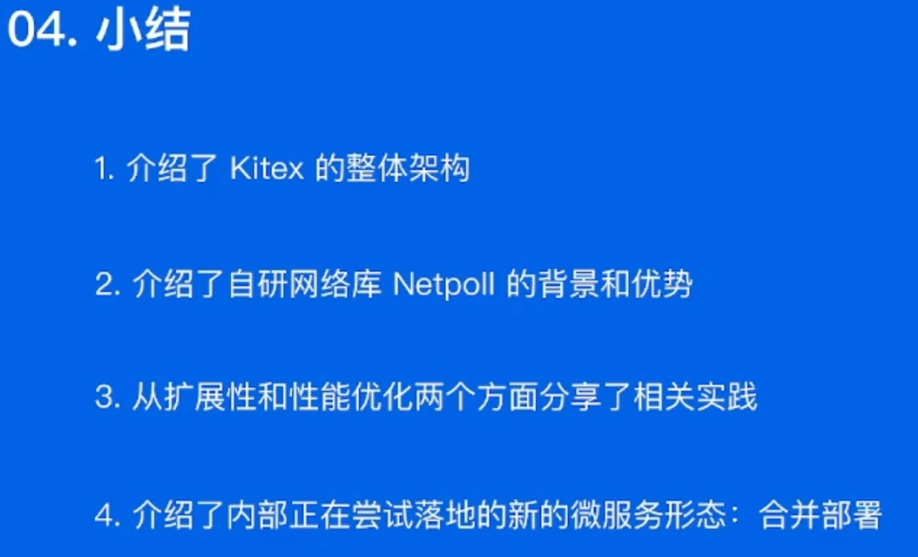 04. 小结
1. 介绍了 Kitex 的整体架构
2. 介绍了自研网络库 Netpoll 的背景和优势
3. 从扩展性和性能优化两个方面分享了相关实践
4. 介绍了内部正在尝试落地的新的微服务形态：合并部署